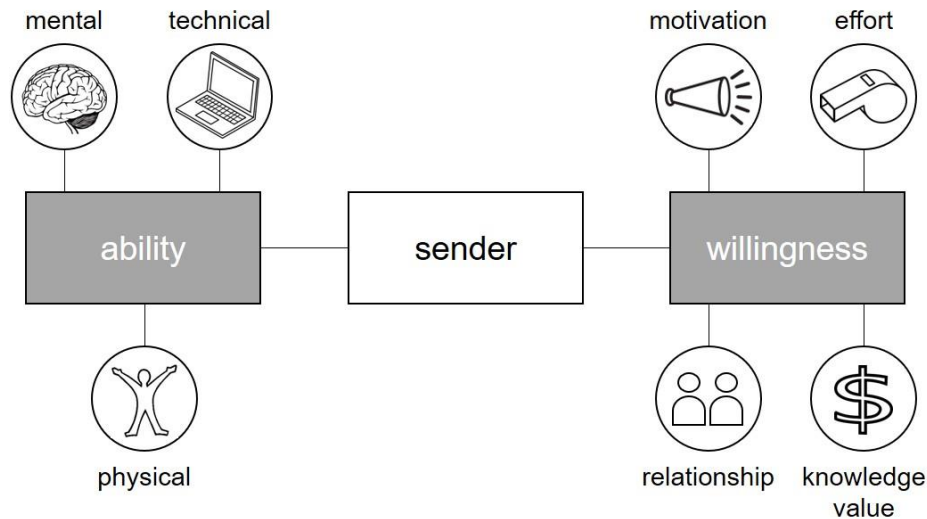 mental
technical
motivation
effort
ability
sender
willingness
physical
relationship
knowledge
value